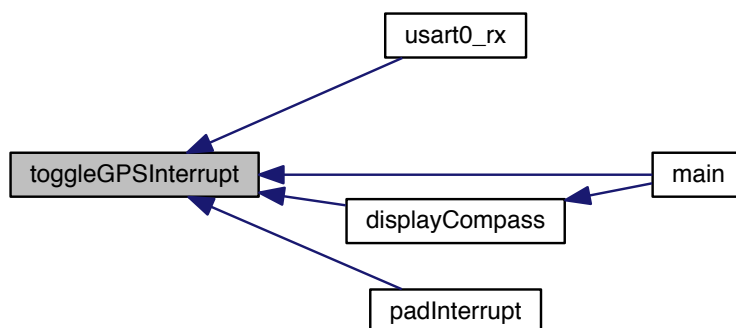 usart0_rx
toggleGPSInterrupt
main
displayCompass
padInterrupt